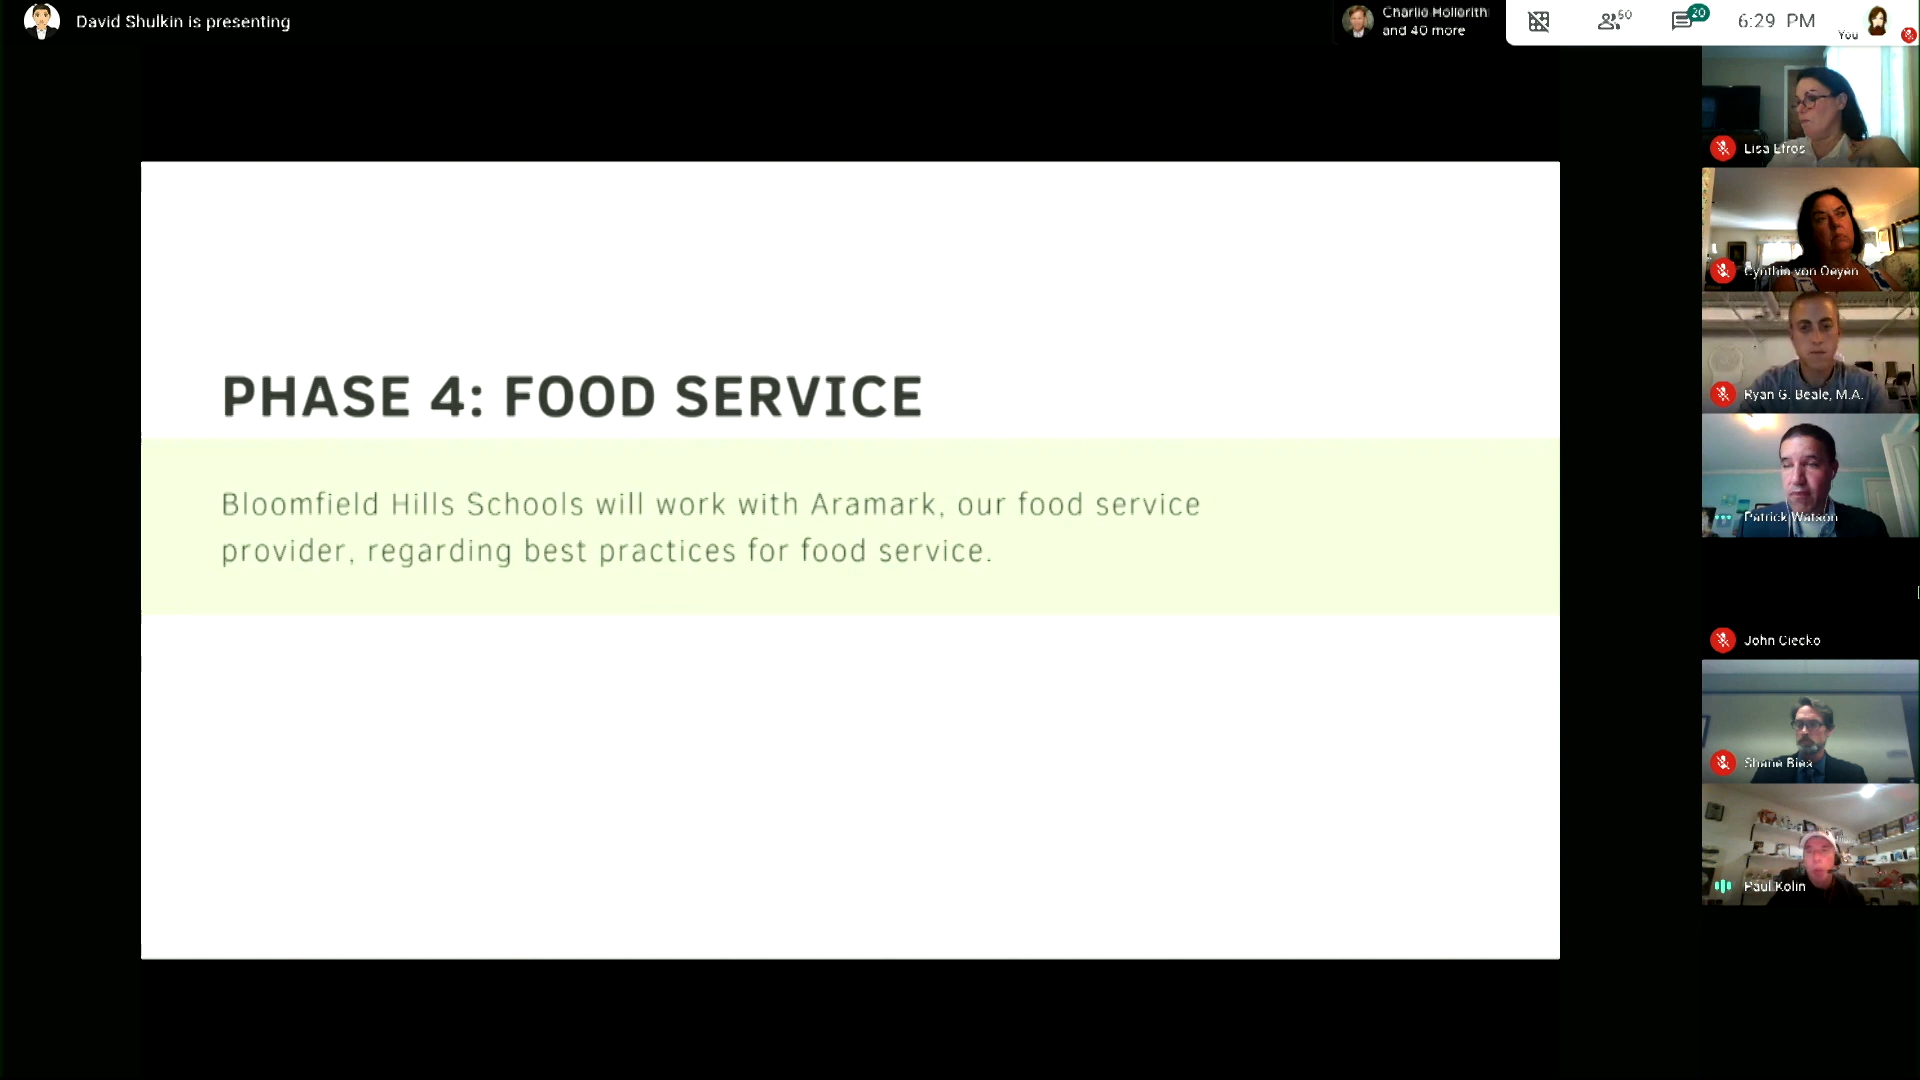 David Shulkin is presenting
Charlie Hollerith
and 40 more
50
20
6:29 PM
You
Lisa Efros
Cynthia von Oeyen
PHASE 4: FOOD SERVICE
Ryan G. Beale, M.A.
Bloomfield Hills Schools will work with Aramark, our food service
provider, regarding best practices for food service.
Patrick Watson
John Ciecko
Shane
Paul Kolin